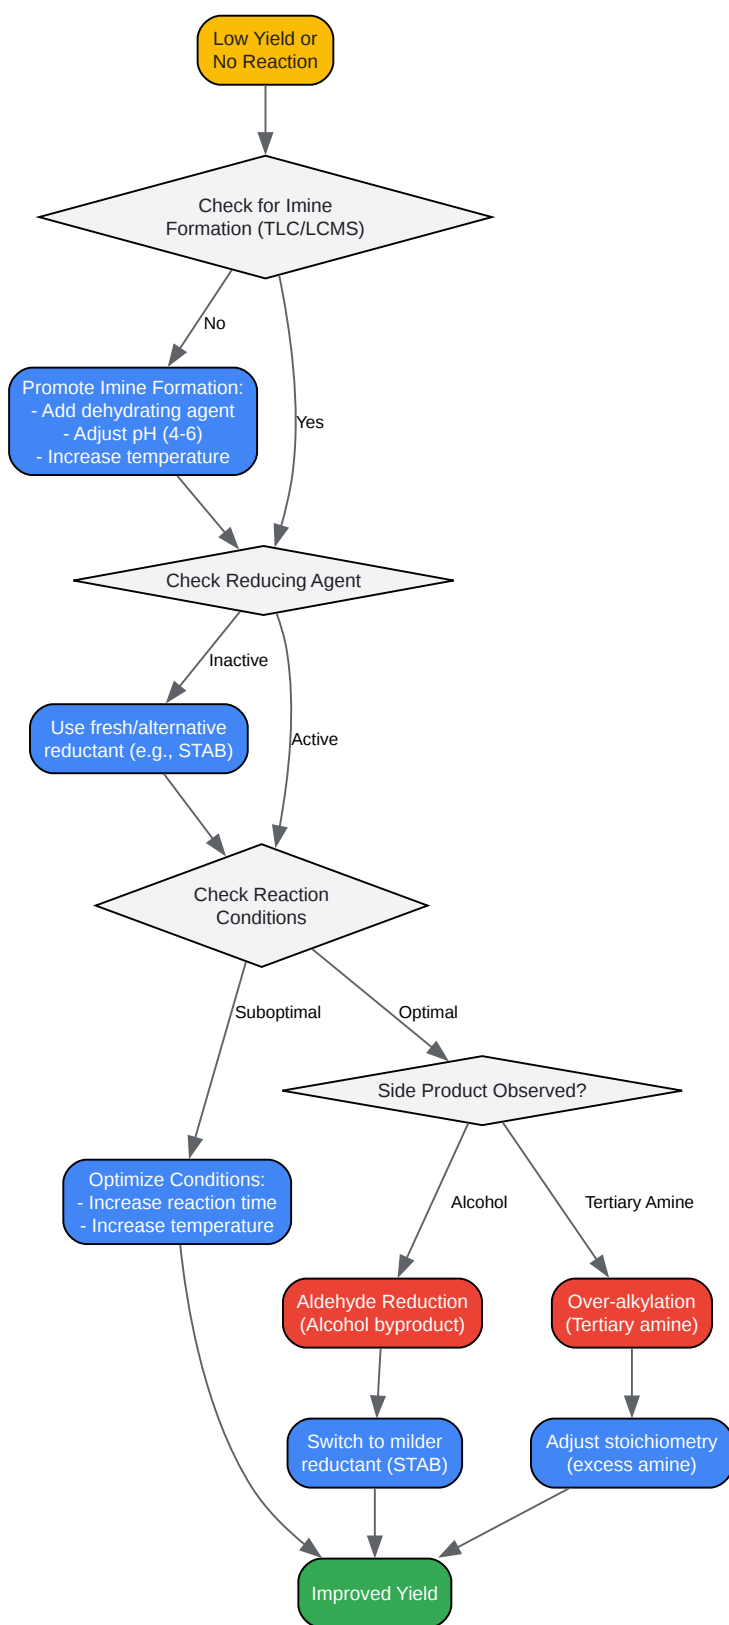 Low Yield or
No Reaction
Check for Imine
Formation (TLC/LCMS)
No
Yes
Promote Imine Formation:
- Add dehydrating agent
- Adjust pH (4-6)
- Increase temperature
Check Reducing Agent
Inactive
Active
Use fresh/alternative
reductant (e.g., STAB)
Check Reaction
Conditions
Suboptimal
Optimal
Side Product Observed?
Optimize Conditions:
- Increase reaction time
- Increase temperature
Alcohol
Tertiary Amine
Aldehyde Reduction
(Alcohol byproduct)
Over-alkylation
(Tertiary amine)
Switch to milder
reductant (STAB)
Adjust stoichiometry
(excess amine)
Improved Yield